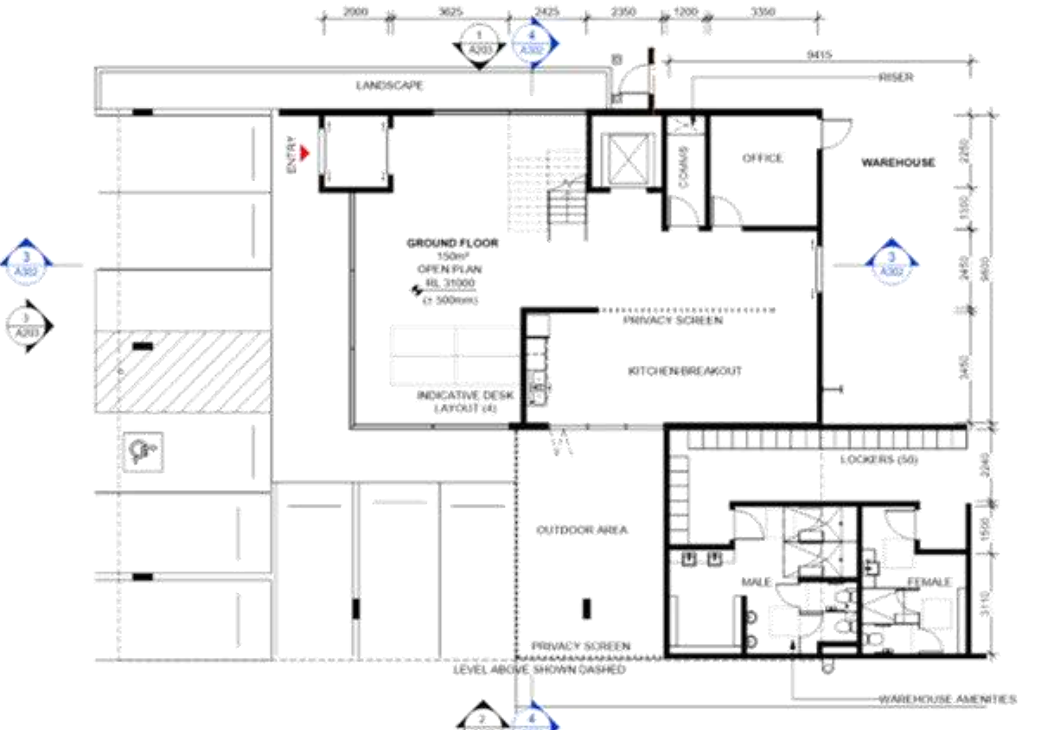 2000 3625 2425 2350 1200 3350
1
A203
4
A302
9415
LANDSCAPE
RISER
ENTRY
COMMS
OFFICE
WAREHOUSE
2250
1300
2450
9600
3450
GROUND FLOOR
150m²
OPEN PLAN
RL 31000
(± 500mm)
3
A302
3
A302
A203
PRIVACY SCREEN
KITCHEN/BREAKOUT
INDICATIVE DESK
LAYOUT (4)
LOCKERS (50)
2240
OUTDOOR AREA
1500
MALE
FEMALE
3110
PRIVACY SCREEN
LEVEL ABOVE SHOWN DASHED
WAREHOUSE AMENITIES
2